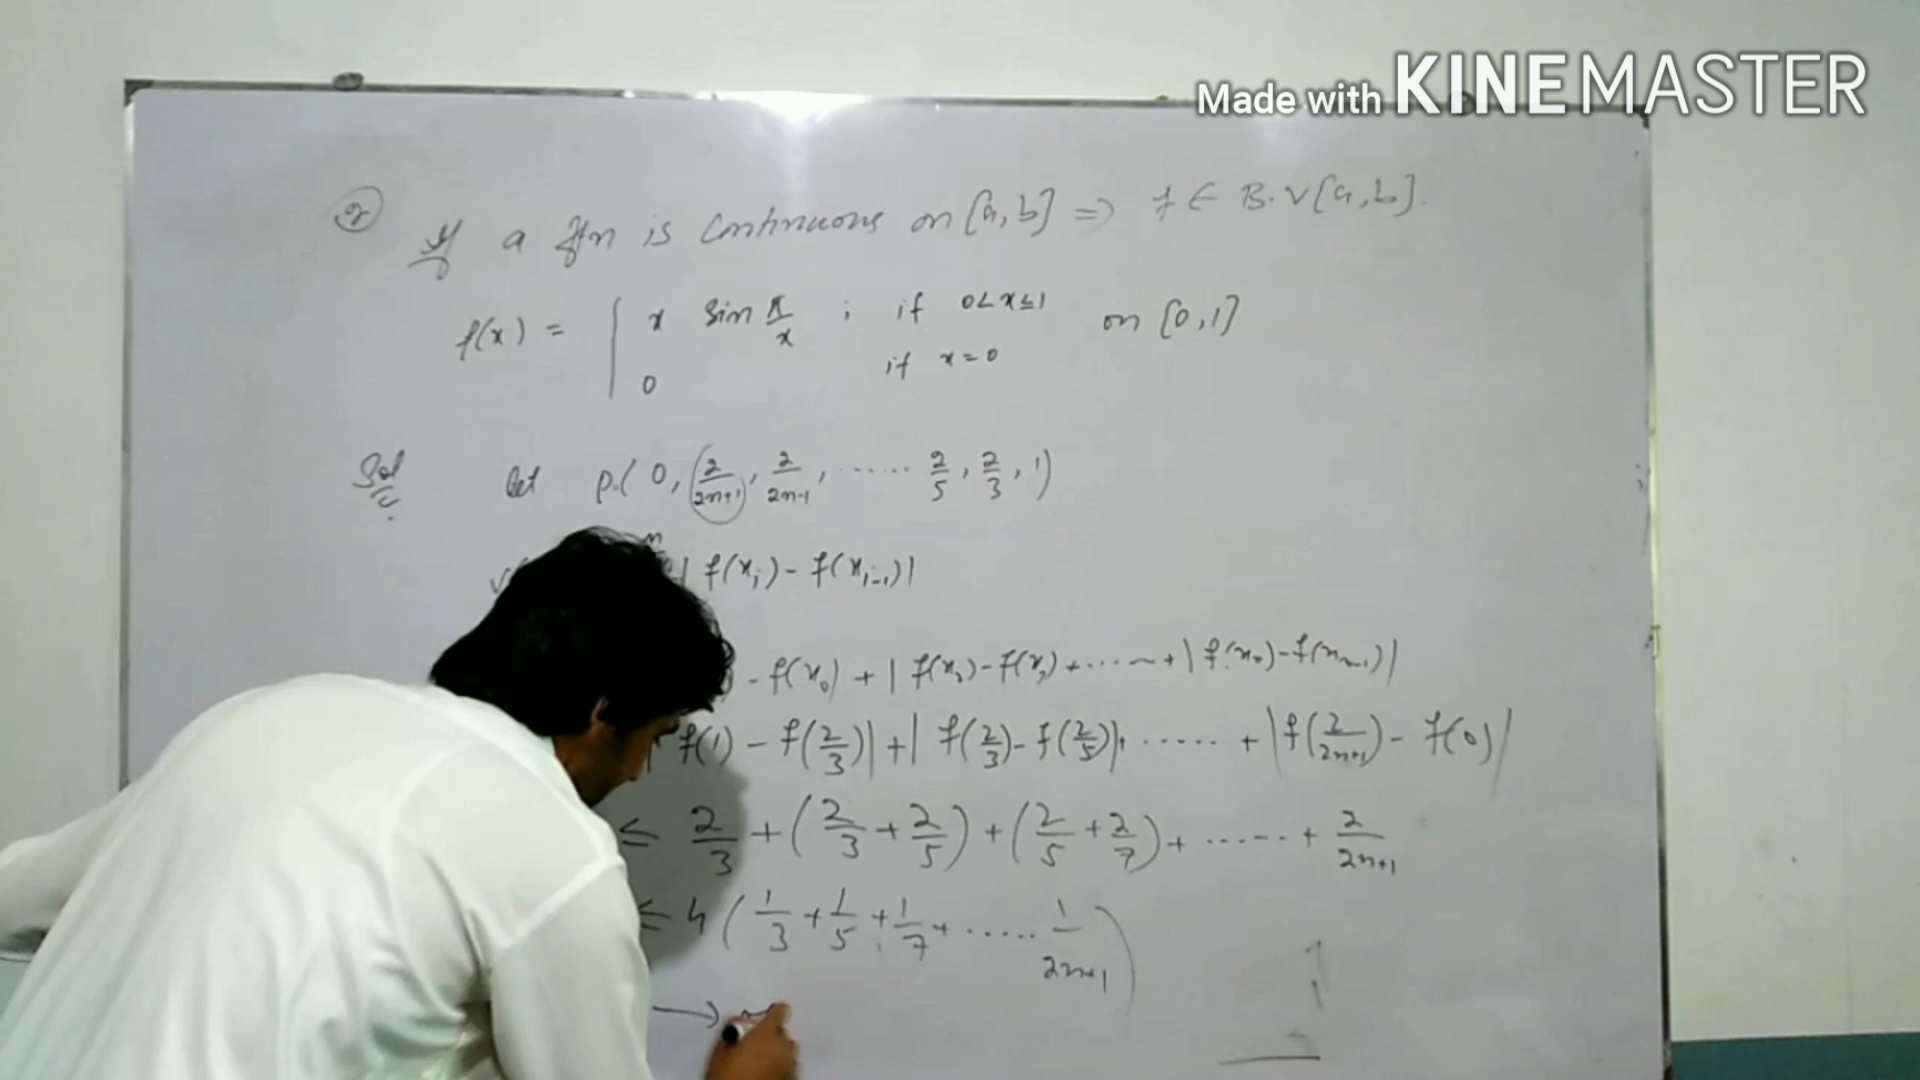 Made with KINEMASTER
② If a fxn is continuous on [a,b] ⇒ f ∈ B.V[a,b].
f(x) = { x sin π/x ; if 0<x≤1 on [0,1]
0 if x=0
Sol let P.( 0, 2/2n+1, 2/2n-1, ...... 2/5, 2/3, 1)
n
| f(xᵢ) - f(xᵢ₋₁)|
- f(x₀) + | f(x₂) - f(x₁) + ...... + | f(xₙ) - f(xₙ₋₁)|
f(1) - f(2/3)| + | f(2/3) - f(2/5)| + ...... + | f(2/2n+1) - f(0)|
≤ 2/3 + (2/3 + 2/5) + (2/5 + 2/7) + ...... + 2/2n+1
≤ 4 ( 1/3 + 1/5 + 1/7 + ..... 1/2n+1 )
→